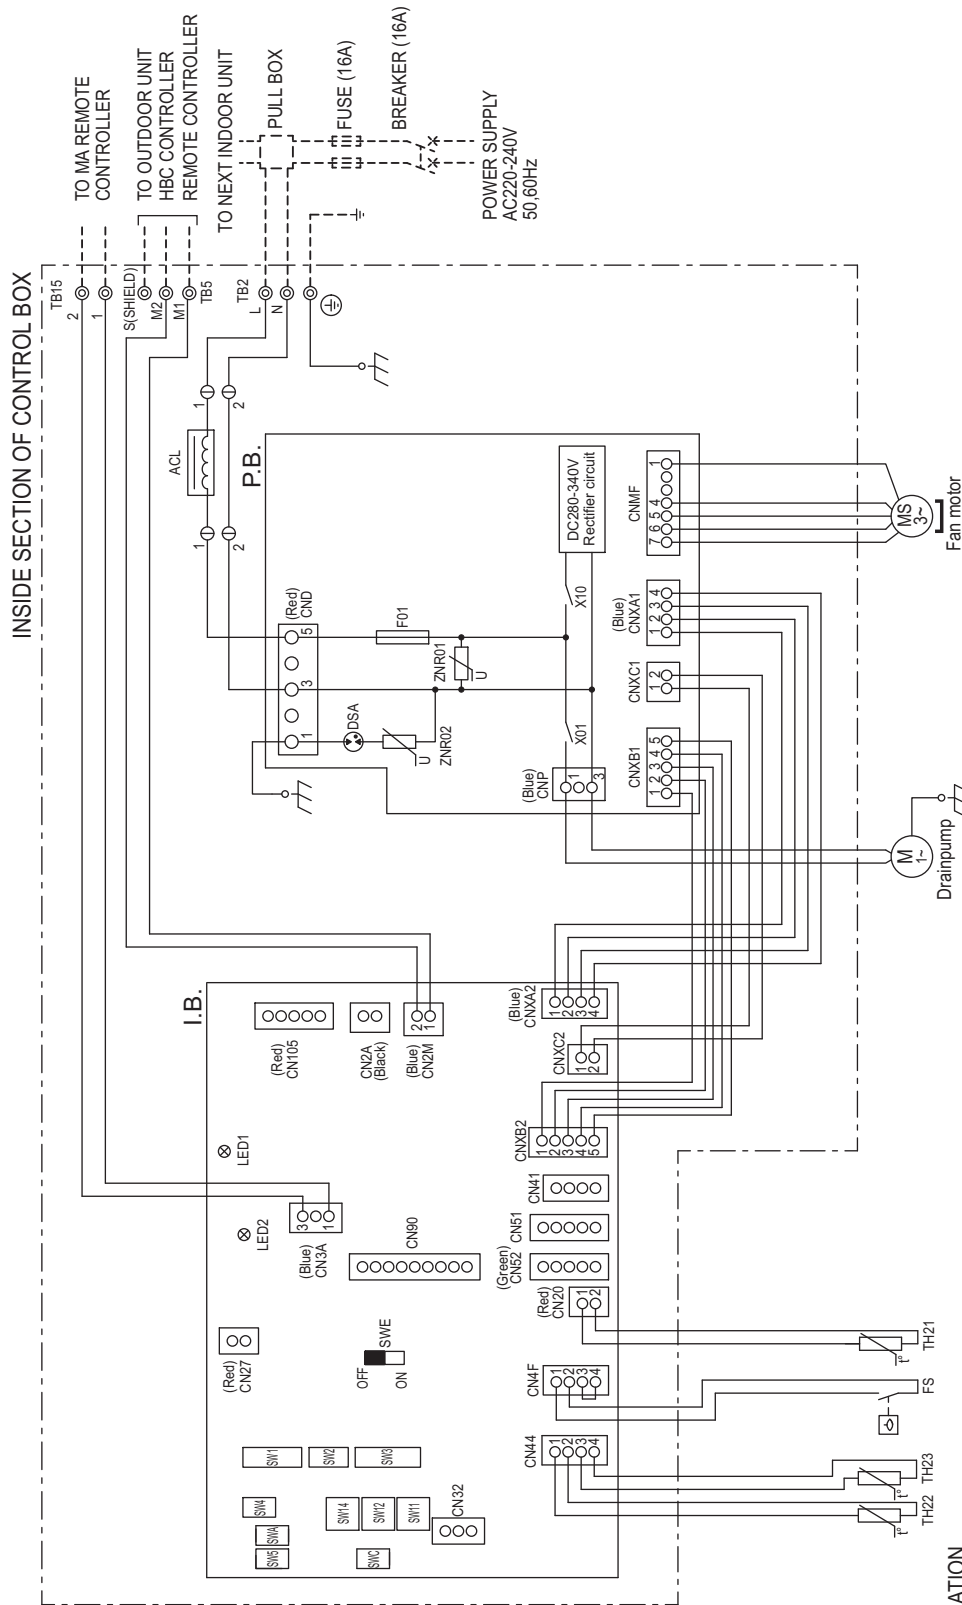 INSIDE SECTION OF CONTROL BOX
TO MA REMOTE
CONTROLLER
TO OUTDOOR UNIT
HBC CONTROLLER
REMOTE CONTROLLER
TO NEXT INDOOR UNIT
PULL BOX
FUSE (16A)
BREAKER (16A)
POWER SUPPLY
AC220-240V
50,60Hz
TB15
2
1
S(SHIELD)
M2
M1
TB5
TB2
L
N
ACL
1
2
1
2
P.B.
(Red)
CND
5
3
1
F01
ZNR01
U
DSA
ZNR02
U
X10
X01
DC280-340V
Rectifier circuit
(Blue)
CNP
1
3
CNMF
7 6 5 4 1
(Blue)
CNXA1
1 2 3 4
CNXC1
1 2
CNXB1
1 2 3 4 5
MS
3~
Fan motor
M
1~
Drainpump
I.B.
(Red)
CN105
CN2A
(Black)
(Blue)
CN2M
2
1
LED1
LED2
(Blue)
CN3A
3
1
CN90
(Red)
CN27
SWE
OFF
ON
SW1
SW2
SW3
SW4
SWA
SW5
SW14
SW12
SW11
SWC
CN32
(Blue)
CNXA2
1
2
3
4
CNXC2
1
2
CNXB2
1
2
3
4
5
CN41
CN51
(Green)
CN52
(Red)
CN20
1
2
CN4F
1
2
3
4
CN44
1
2
3
4
t°
TH21
FS
t°
TH23
t°
TH22
ATION